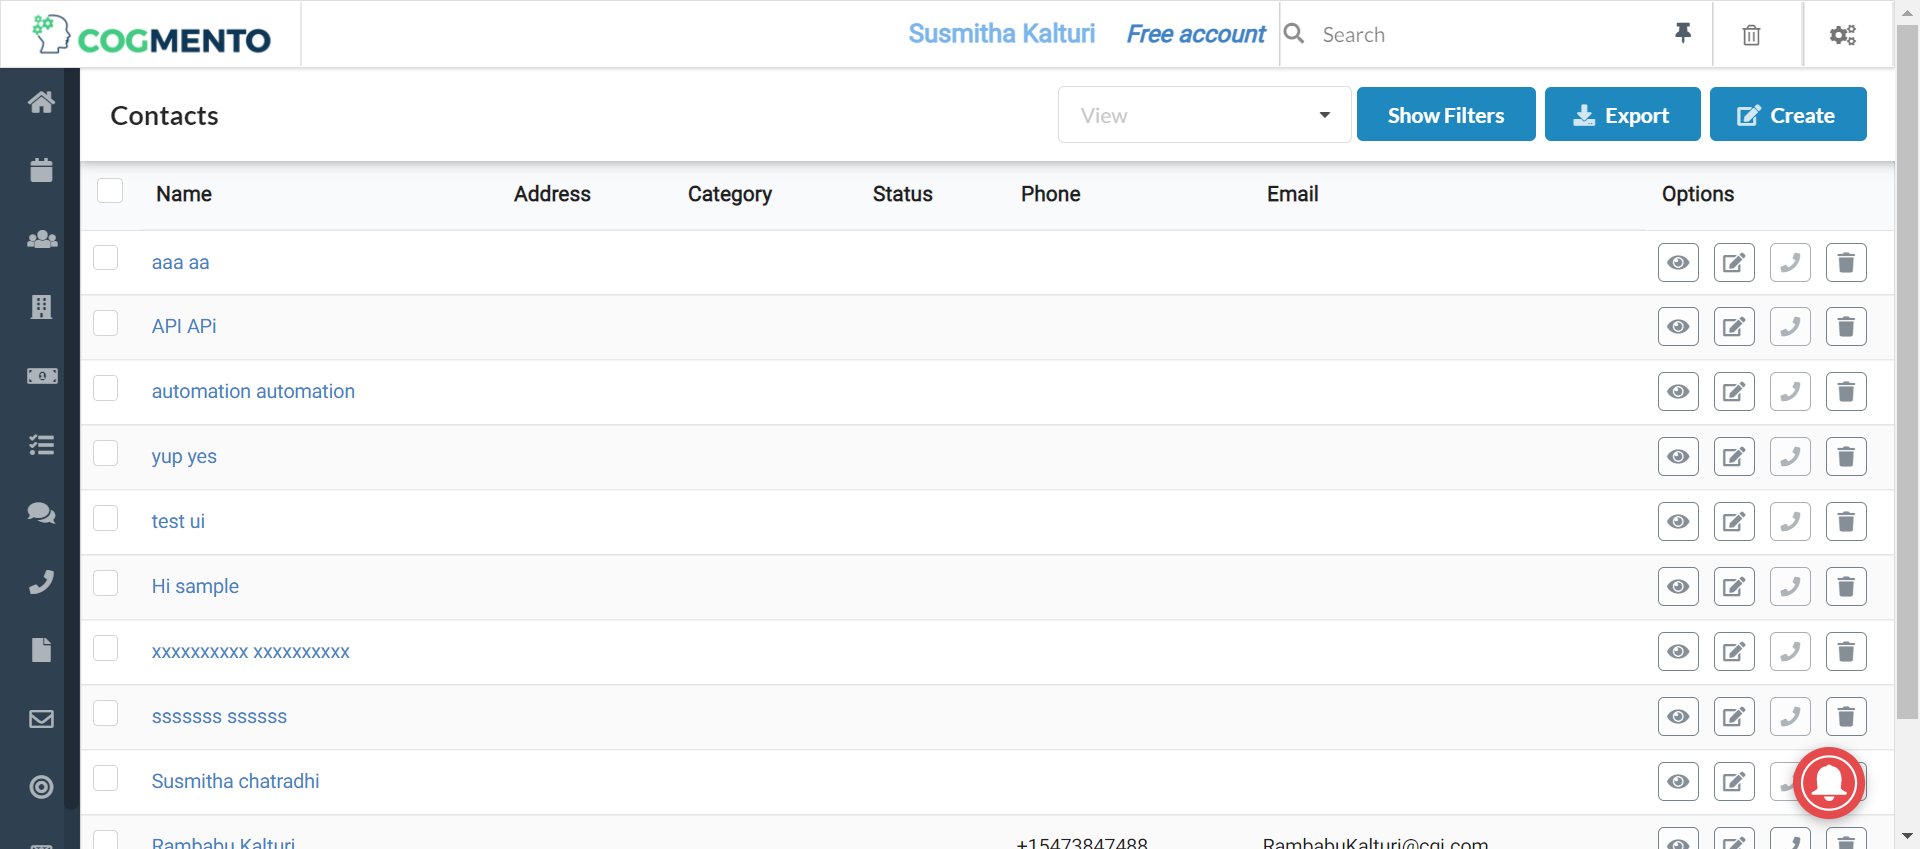 COGMENTO
Susmitha Kalturi Free account Search
Contacts View Show Filters Export Create
Name Address Category Status Phone Email Options
aaa aa
API APi
automation automation
yup yes
test ui
Hi sample
xxxxxxxxxx xxxxxxxxxx
sssssss ssssss
Susmitha chatradhi
Rambabu Kalturi +15473847488 RambabuKalturi@cgi.com